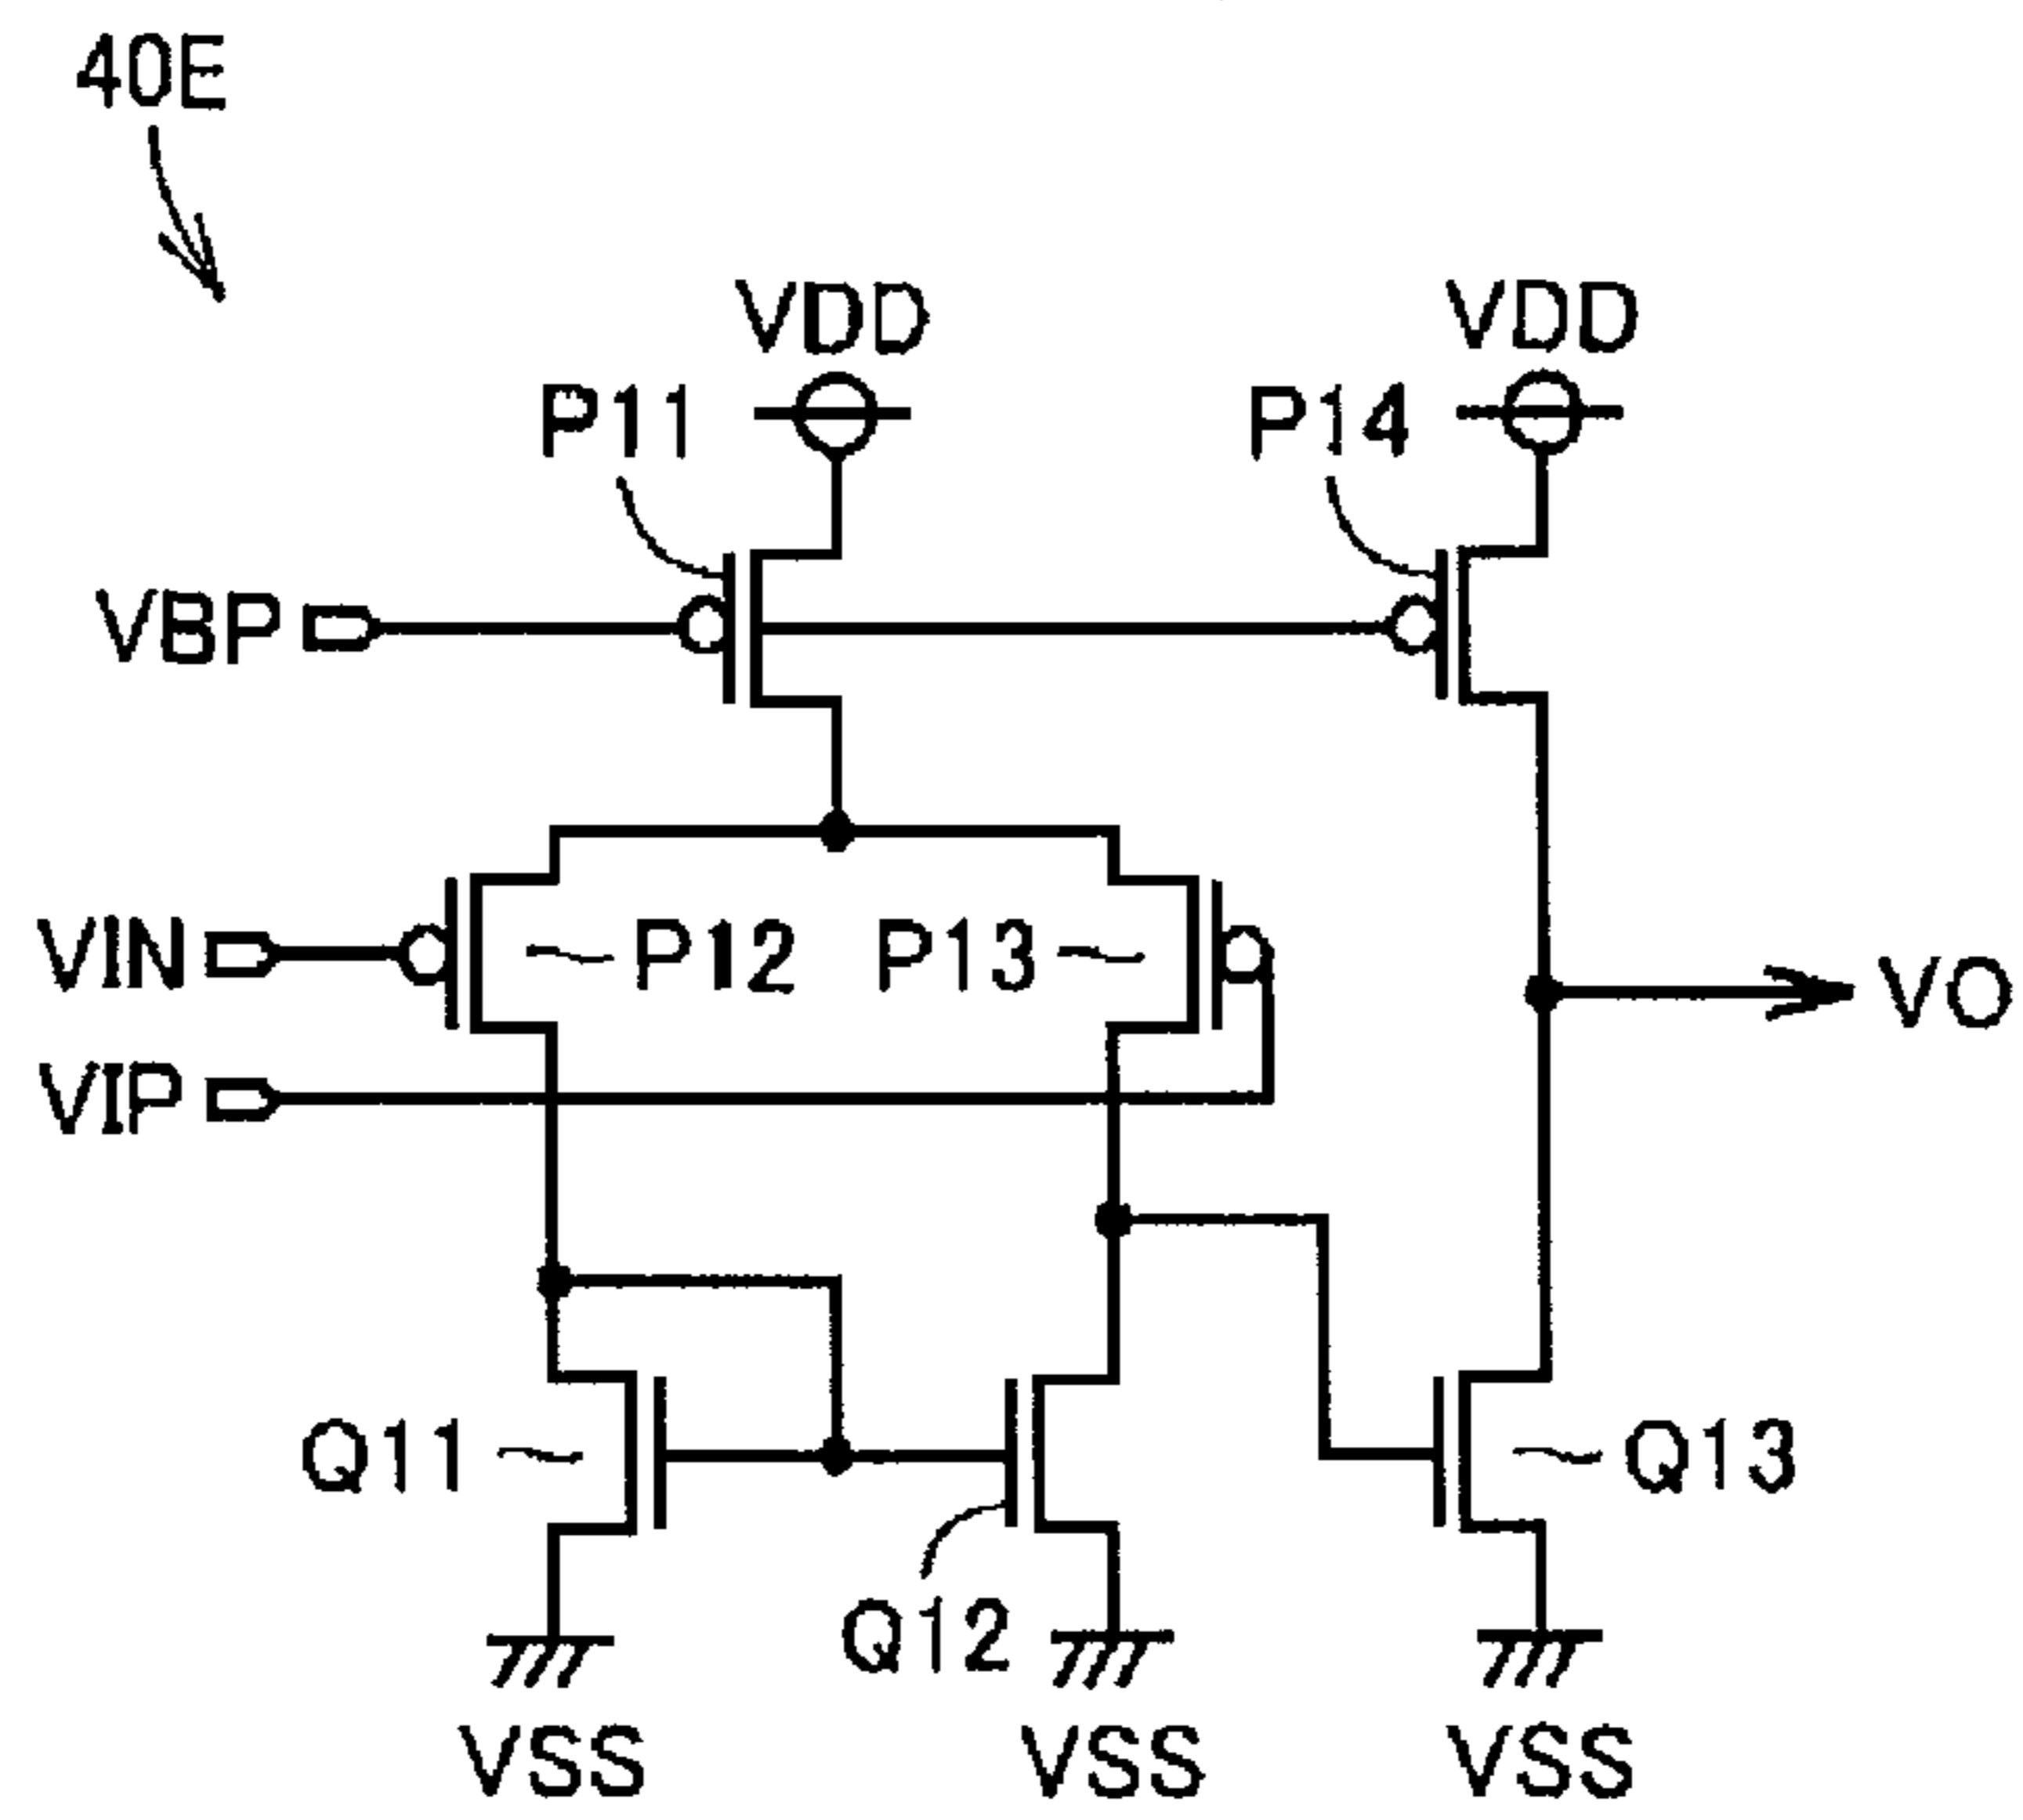 40E
VDD VDD
P11 P14
VBP
VIN P12 P13
VO
VIP
Q11 Q13
Q12
VSS VSS VSS